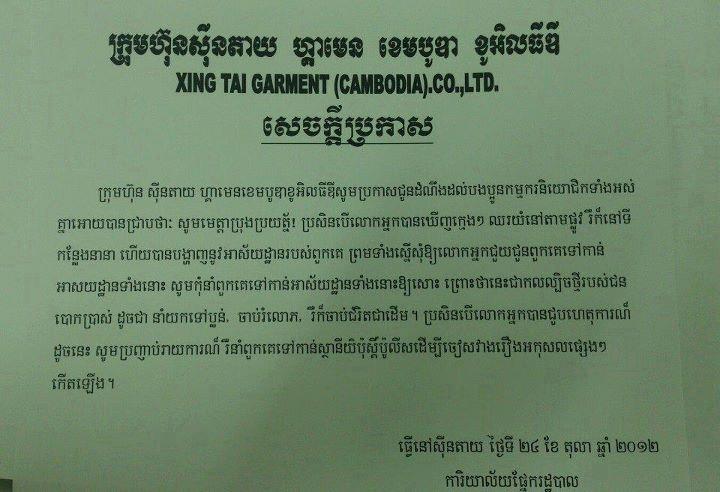 ក្រុមហ៊ុនស៊ីនតាយ ហ្គាមេន ខេមបូឌា ខូអិលធីឌី
XING TAI GARMENT (CAMBODIA).CO.,LTD.
សេចក្ដីប្រកាស
ក្រុមហ៊ុន ស៊ីនតាយ ហ្គាមេនខេមបូឌាខូអិលធីឌីសូមប្រកាសជូនដំណឹងដល់បងប្អូនកម្មករនិយោជិកទាំងអស់
គ្នាអោយបានជ្រាបថា: សូមមេត្តាប្រុងប្រយត្ន័! ប្រសិនបើលោកអ្នកបានឃើញក្មេងៗ ឈរយំនៅតាមផ្លូវ រឺក៏នៅទី
កន្លែងនានា ហើយបានបង្ហាញនូវអាស័យដ្ឋានរបស់ពួកគេ ព្រមទាំងស្នើសុំឱ្យលោកអ្នកជួយជូនពួកគេទៅកាន់
អាសយដ្ឋានទាំងនោះ សូមកុំនាំពួកគេទៅកាន់អាស័យដ្ឋានទាំងនោះឱ្យសោះ ព្រោះថានេះជាកលល្បិចថ្មីរបស់ជន
បោកប្រាស់ ដូចជា នាំយកទៅប្លន់, ចាប់រំលោភ, រឺក៏ចាប់ជំរិតជាដើម។ ប្រសិនបើលោកអ្នកបានជួបហេតុការណ៏
ដូចនេះ សូមប្រញាប់រាយការណ៏ រឺនាំពួកគេទៅកាន់ស្ថានីយ៍ប៉ុស្តិ៍ប៉ូលីសដើម្បីចៀសវាងរឿងអកុសលផ្សេងៗ
កើតឡើង។
ធ្វើនៅស៊ីនតាយ ថ្ងៃទី ២៤ ខែ តុលា ឆ្នាំ ២០១២
ការិយាល័យផ្នែករដ្ឋបាល